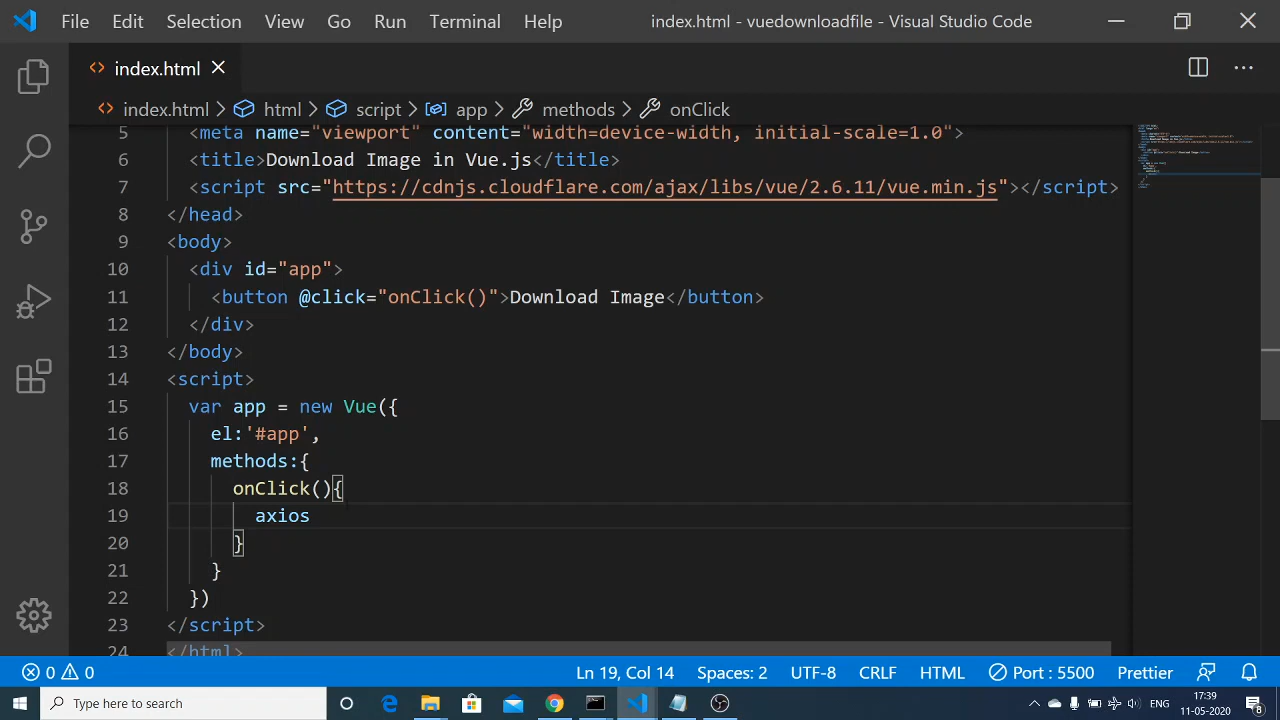 File Edit Selection View Go Run Terminal Help index.html - vuedownloadfile - Visual Studio Code
index.html
index.html > html > script > app > methods > onClick
5 <meta name="viewport" content="width=device-width, initial-scale=1.0">
6 <title>Download Image in Vue.js</title>
7 <script src="https://cdnjs.cloudflare.com/ajax/libs/vue/2.6.11/vue.min.js"></script>
8 </head>
9 <body>
10 <div id="app">
11 <button @click="onClick()">Download Image</button>
12 </div>
13 </body>
14 <script>
15 var app = new Vue({
16 el:'#app',
17 methods:{
18 onClick(){
19 axios
20 }
21 }
22 })
23 </script>
24 </html>
0 0 Ln 19, Col 14 Spaces: 2 UTF-8 CRLF HTML Port : 5500 Prettier
Type here to search ENG 17:39
11-05-2020 8